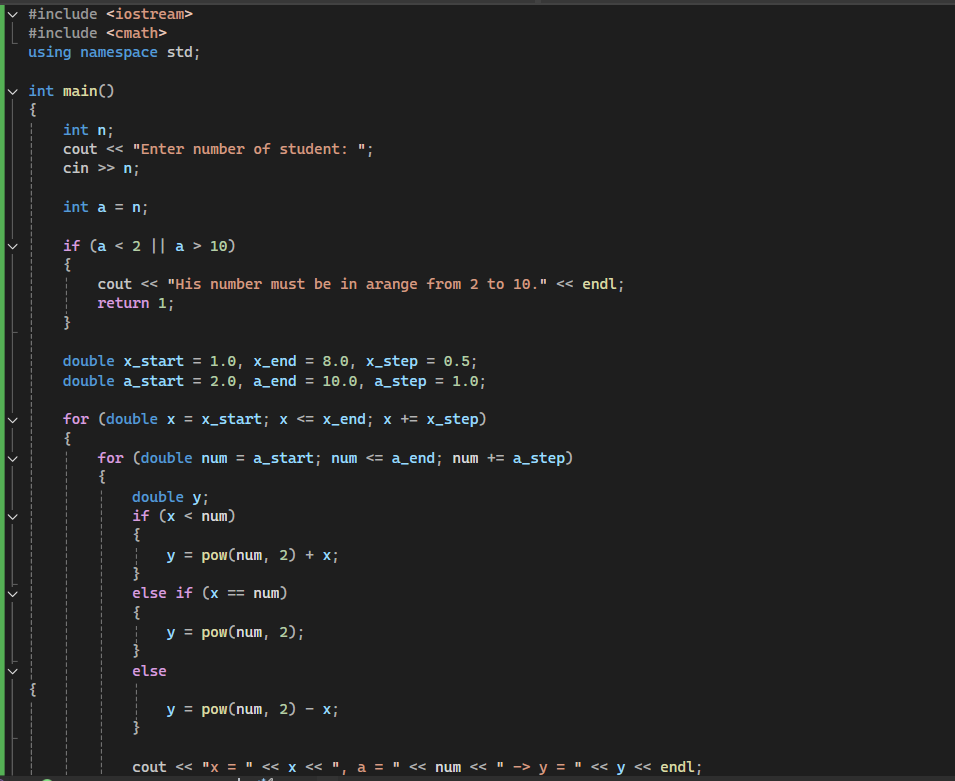 #include <iostream>
#include <cmath>
using namespace std;
int main()
{
int n;
cout << "Enter number of student: ";
cin >> n;
int a = n;
if (a < 2 || a > 10)
{
cout << "His number must be in arange from 2 to 10." << endl;
return 1;
}
double x_start = 1.0, x_end = 8.0, x_step = 0.5;
double a_start = 2.0, a_end = 10.0, a_step = 1.0;
for (double x = x_start; x <= x_end; x += x_step)
{
for (double num = a_start; num <= a_end; num += a_step)
{
double y;
if (x < num)
{
y = pow(num, 2) + x;
}
else if (x == num)
{
y = pow(num, 2);
}
else
{
y = pow(num, 2) - x;
}
cout << "x = " << x << ", a = " << num << " -> y = " << y << endl;